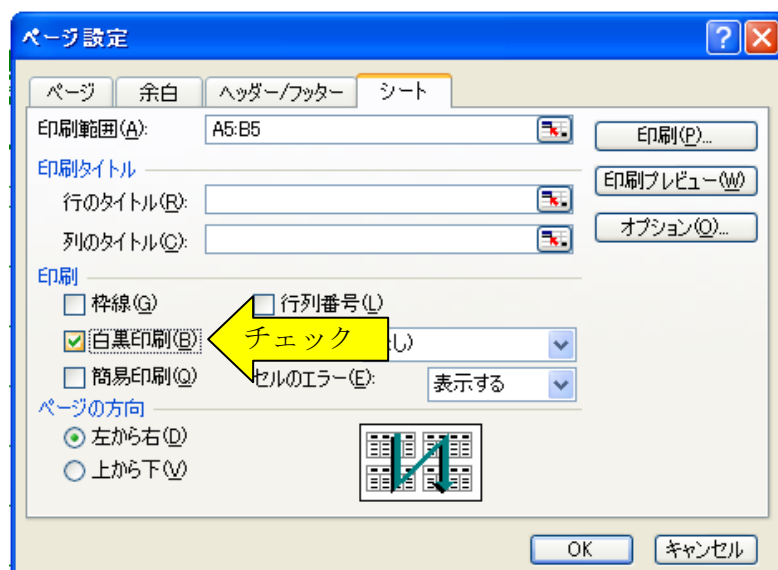 ページ設定
ページ 余白 ヘッダー/フッター シート
印刷範囲(A): A5:B5 印刷(P)...
印刷タイトル
印刷プレビュー(W)
行のタイトル(R):
オプション(O)...
列のタイトル(C):
印刷
枠線(G) 行列番号(L)
白黒印刷(B) チェック し)
簡易印刷(Q) セルのエラー(E): 表示する
ページの方向
左から右(D)
上から下(V)
OK キャンセル